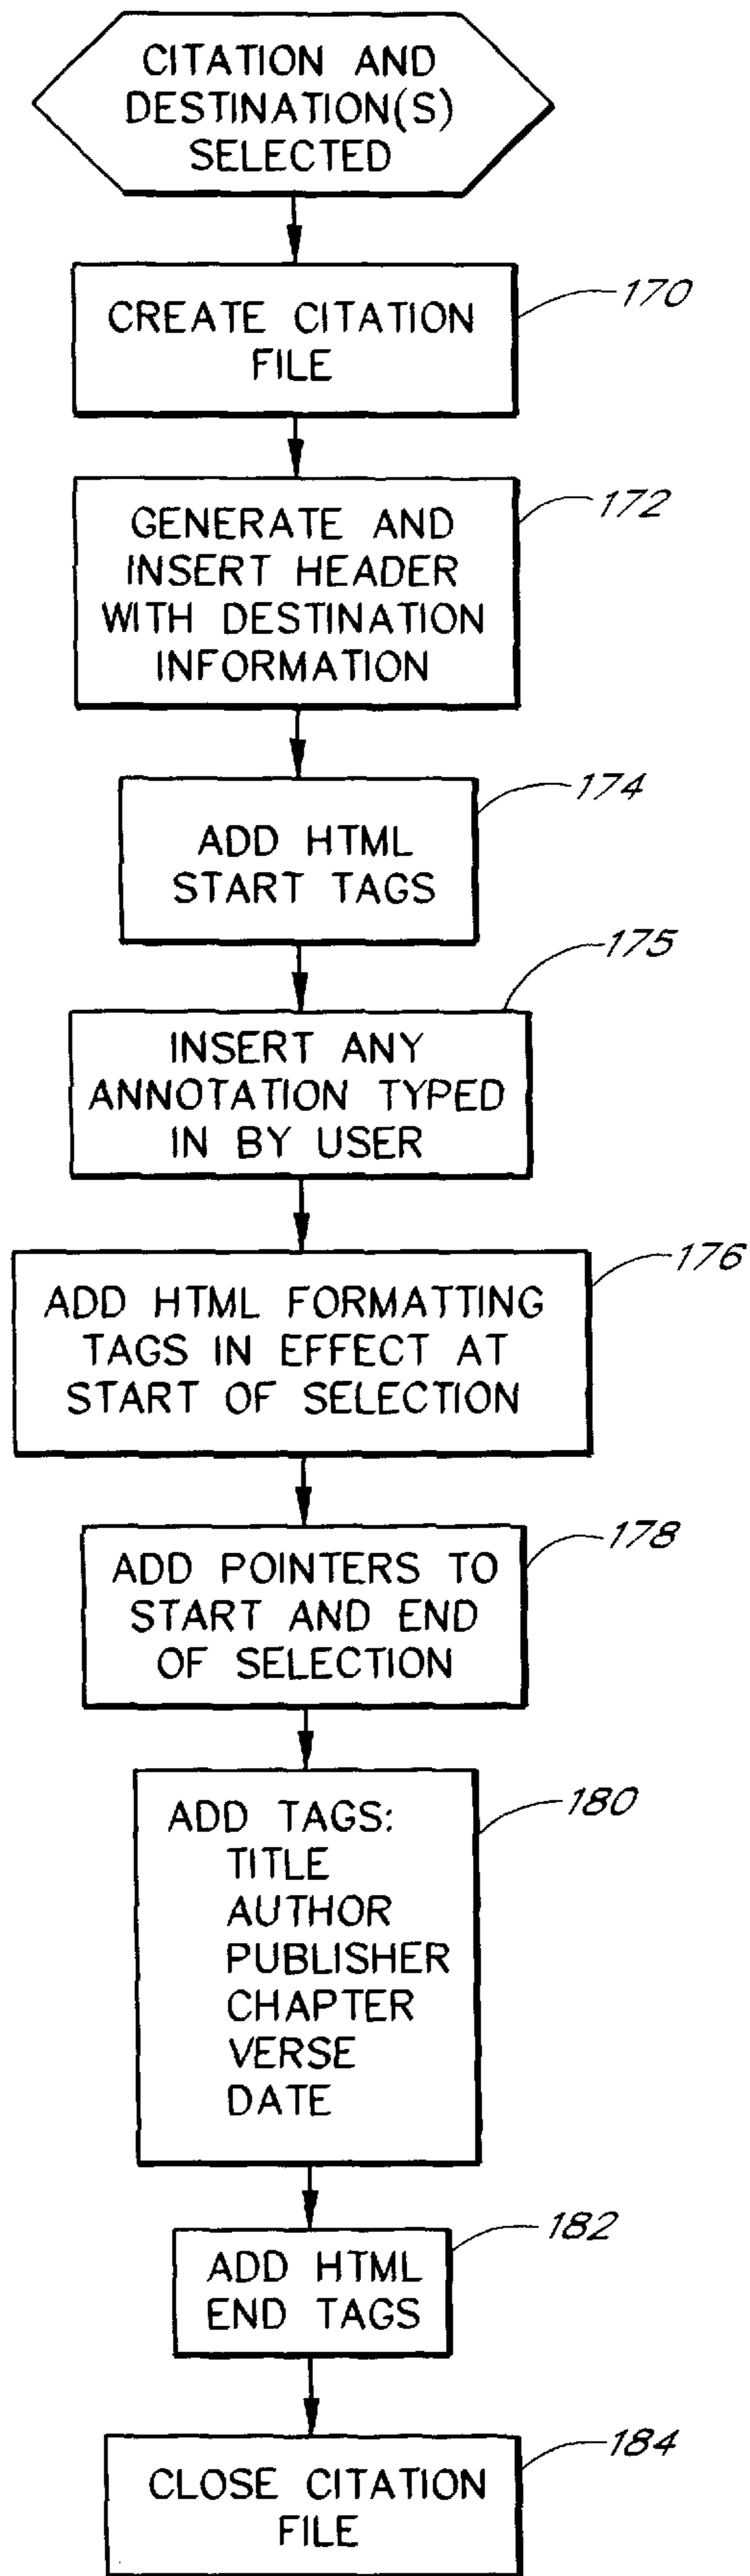 CITATION AND
DESTINATION(S)
SELECTED
CREATE CITATION
FILE
170
GENERATE AND
INSERT HEADER
WITH DESTINATION
INFORMATION
172
ADD HTML
START TAGS
174
INSERT ANY
ANNOTATION TYPED
IN BY USER
175
ADD HTML FORMATTING
TAGS IN EFFECT AT
START OF SELECTION
176
ADD POINTERS TO
START AND END
OF SELECTION
178
ADD TAGS:
TITLE
AUTHOR
PUBLISHER
CHAPTER
VERSE
DATE
180
ADD HTML
END TAGS
182
CLOSE CITATION
FILE
184